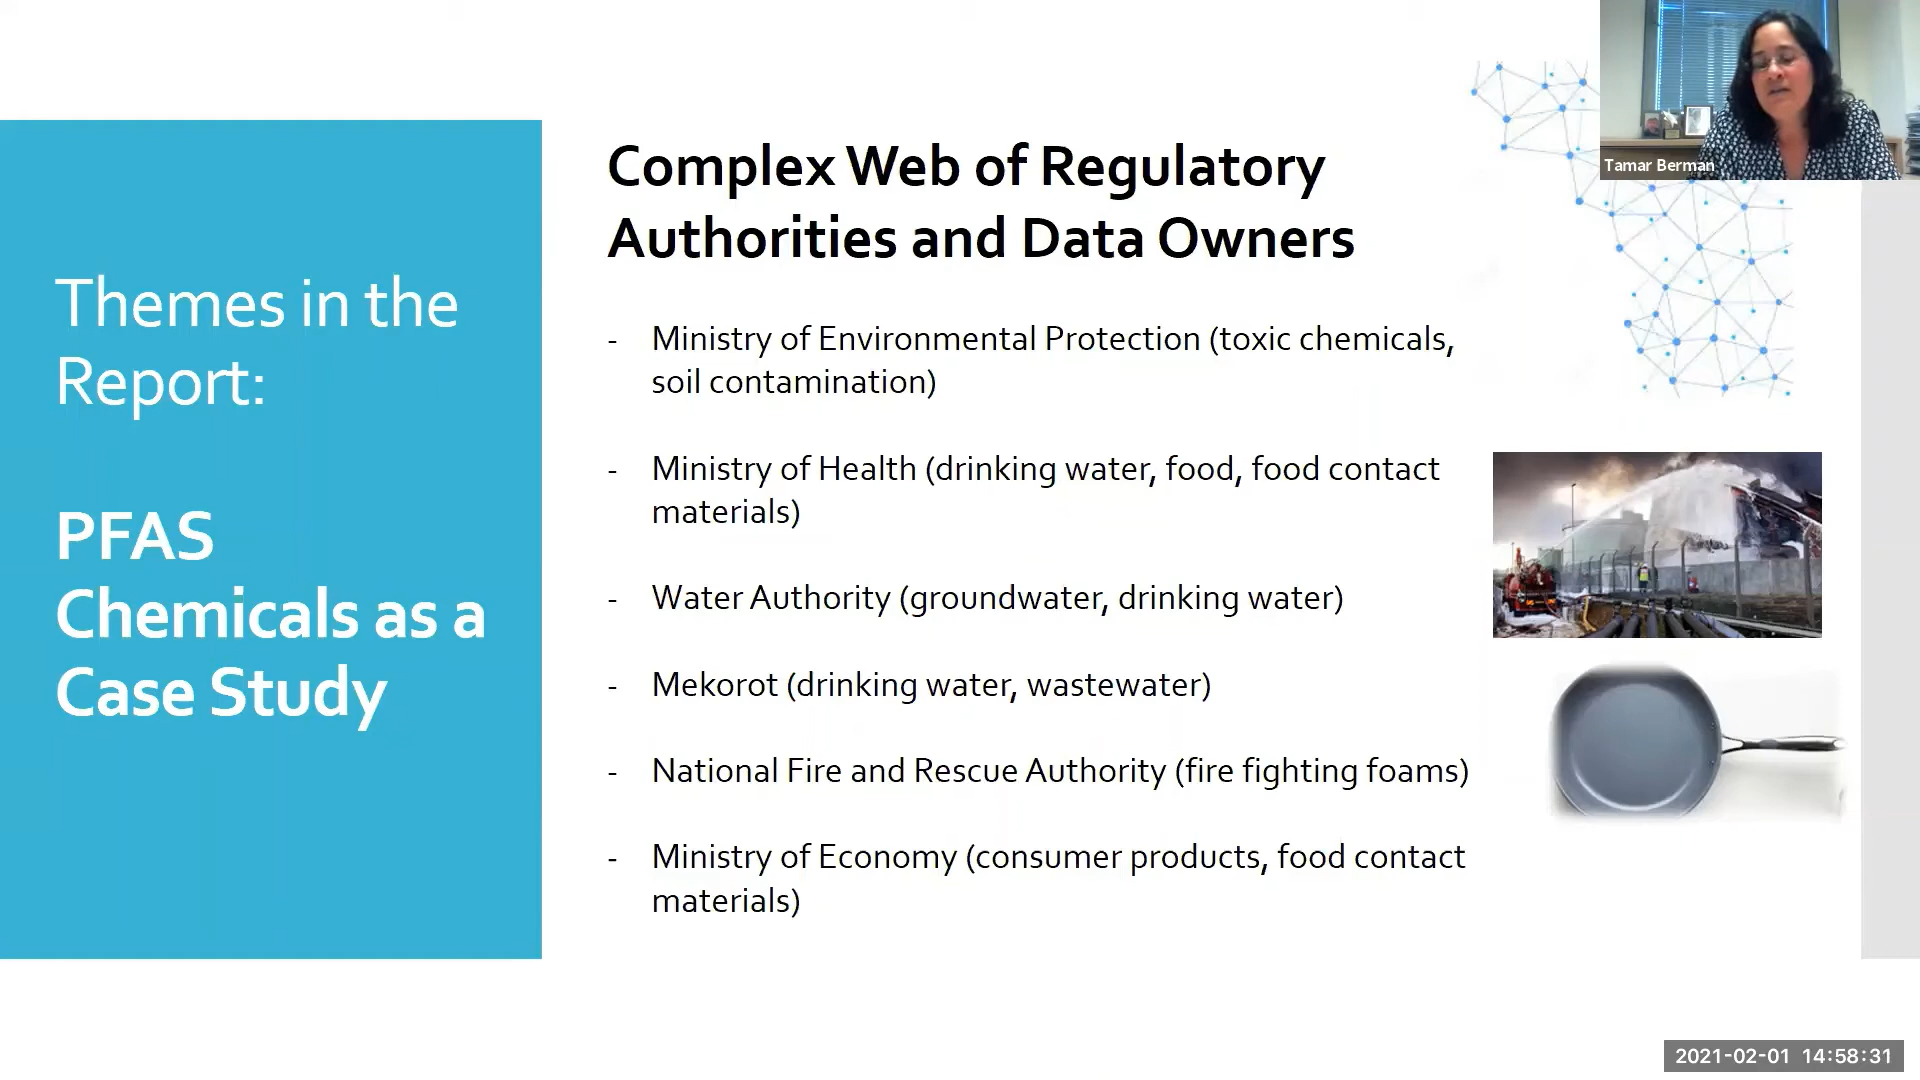 Themes in the
Report:
PFAS
Chemicals as a
Case Study
Complex Web of Regulatory
Authorities and Data Owners
- Ministry of Environmental Protection (toxic chemicals,
soil contamination)
- Ministry of Health (drinking water, food, food contact
materials)
- Water Authority (groundwater, drinking water)
- Mekorot (drinking water, wastewater)
- National Fire and Rescue Authority (fire fighting foams)
- Ministry of Economy (consumer products, food contact
materials)
Tamar Berman
2021-02-01 14:58:31